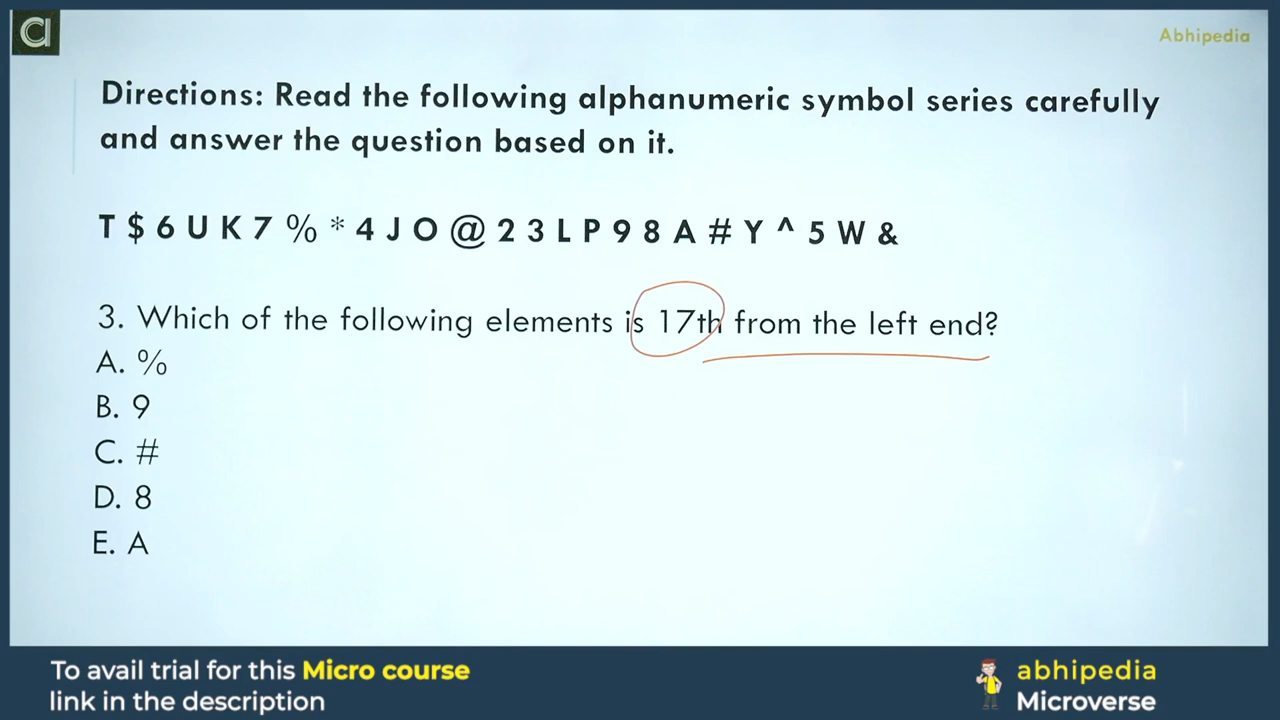 Abhipedia
Directions: Read the following alphanumeric symbol series carefully
and answer the question based on it.
T $ 6 U K 7 % * 4 J O @ 2 3 L P 9 8 A # Y ^ 5 W &
3. Which of the following elements is 17th from the left end?
A. %
B. 9
C. #
D. 8
E. A
To avail trial for this Micro course
link in the description
abhipedia
Microverse